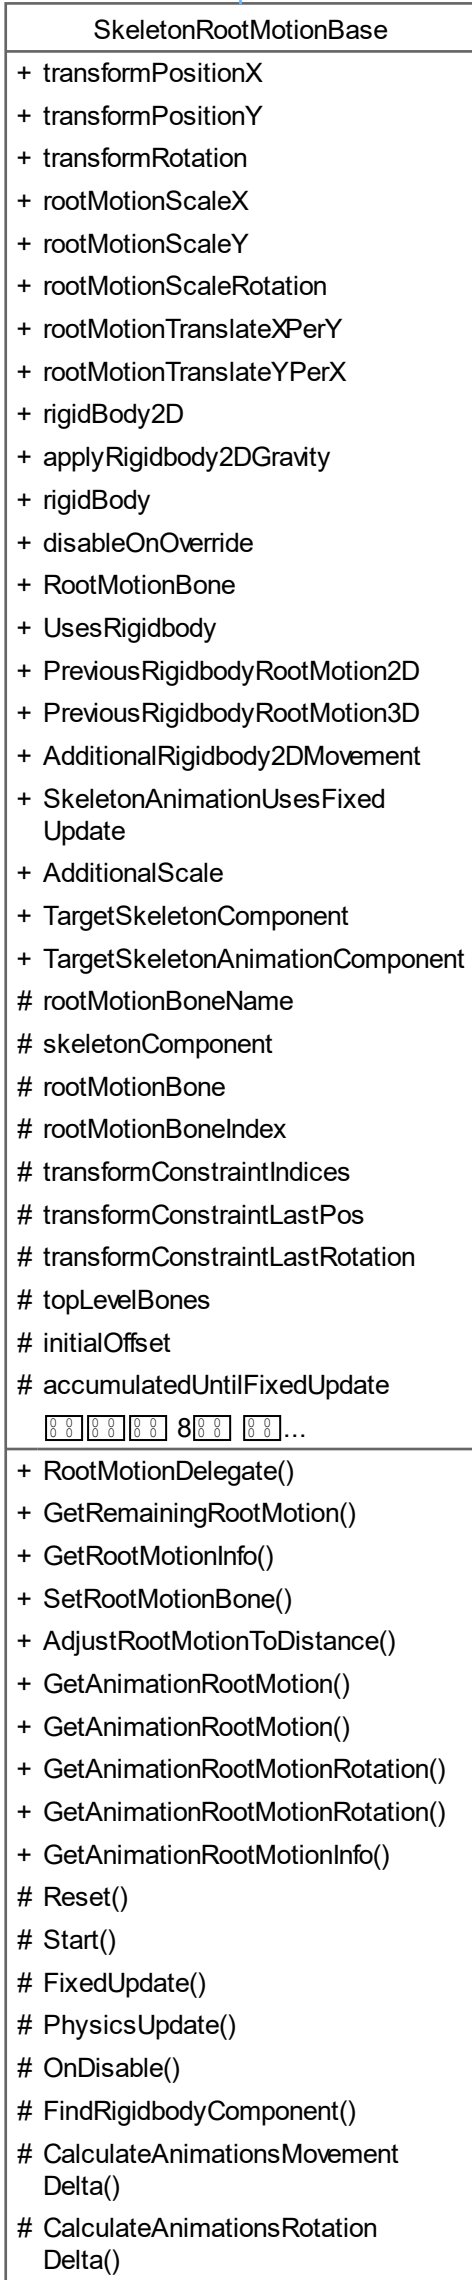 SkeletonRootMotionBase
+ transformPositionX
+ transformPositionY
+ transformRotation
+ rootMotionScaleX
+ rootMotionScaleY
+ rootMotionScaleRotation
+ rootMotionTranslateXPerY
+ rootMotionTranslateYPerX
+ rigidBody2D
+ applyRigidbody2DGravity
+ rigidBody
+ disableOnOverride
+ RootMotionBone
+ UsesRigidbody
+ PreviousRigidbodyRootMotion2D
+ PreviousRigidbodyRootMotion3D
+ AdditionalRigidbody2DMovement
+ SkeletonAnimationUsesFixed
Update
+ AdditionalScale
+ TargetSkeletonComponent
+ TargetSkeletonAnimationComponent
# rootMotionBoneName
# skeletonComponent
# rootMotionBone
# rootMotionBoneIndex
# transformConstraintIndices
# transformConstraintLastPos
# transformConstraintLastRotation
# topLevelBones
# initialOffset
# accumulatedUntilFixedUpdate
8 ...
+ RootMotionDelegate()
+ GetRemainingRootMotion()
+ GetRootMotionInfo()
+ SetRootMotionBone()
+ AdjustRootMotionToDistance()
+ GetAnimationRootMotion()
+ GetAnimationRootMotion()
+ GetAnimationRootMotionRotation()
+ GetAnimationRootMotionRotation()
+ GetAnimationRootMotionInfo()
# Reset()
# Start()
# FixedUpdate()
# PhysicsUpdate()
# OnDisable()
# FindRigidbodyComponent()
# CalculateAnimationsMovement
Delta()
# CalculateAnimationsRotation
Delta()